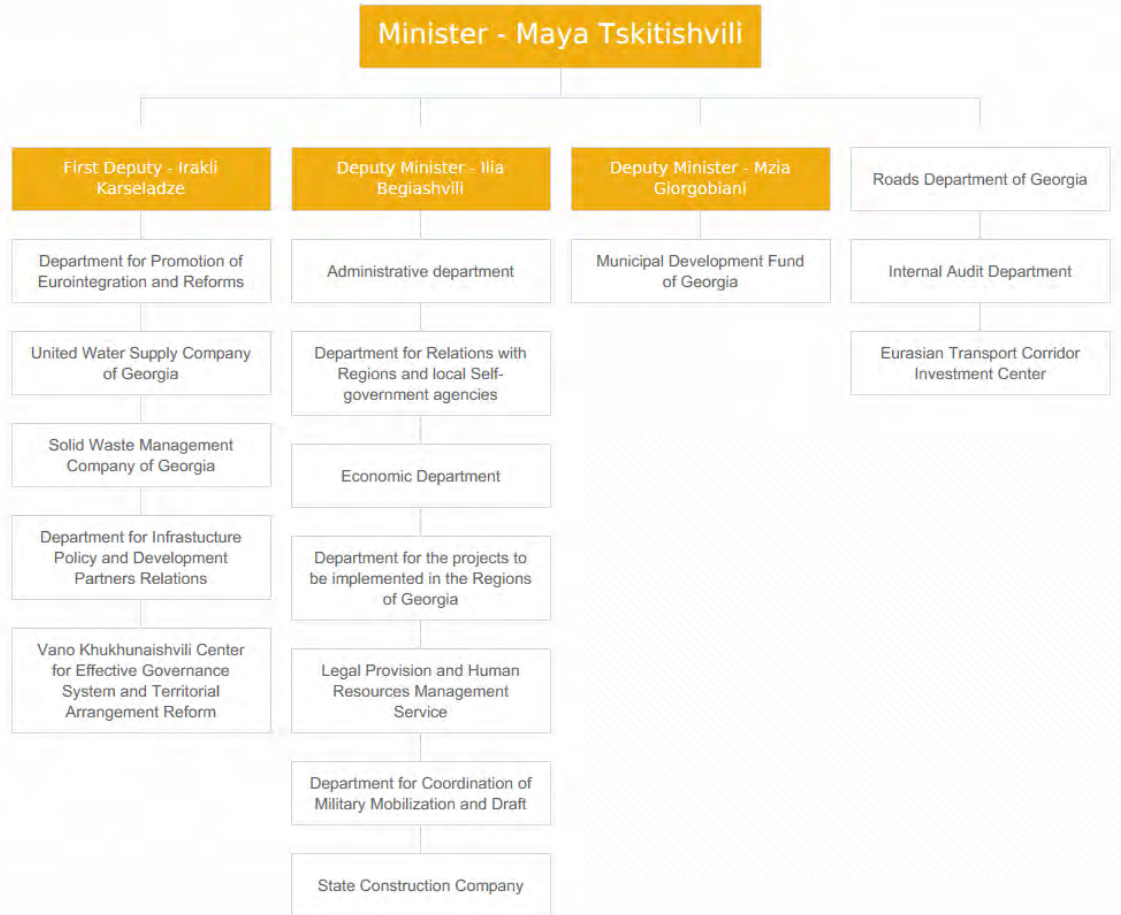 Minister - Maya Tskitishvili
First Deputy - Irakli
Karseladze
Department for Promotion of
Eurointegration and Reforms
United Water Supply Company
of Georgia
Solid Waste Management
Company of Georgia
Department for Infrastucture
Policy and Development
Partners Relations
Vano Khukhunaishvili Center
for Effective Governance
System and Territorial
Arrangement Reform
Deputy Minister - Ilia
Begiashvili
Administrative department
Department for Relations with
Regions and local Self-
government agencies
Economic Department
Department for the projects to
be implemented in the Regions
of Georgia
Legal Provision and Human
Resources Management
Service
Department for Coordination of
Military Mobilization and Draft
State Construction Company
Deputy Minister - Mzia
Giorgobiani
Municipal Development Fund
of Georgia
Roads Department of Georgia
Internal Audit Department
Eurasian Transport Corridor
Investment Center